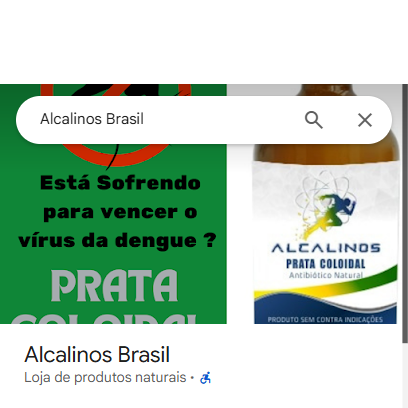 Alcalinos Brasil
Está Sofrendo
para vencer o
vírus da dengue ?
PRATA
COLOIDAL
ALCALINOS
PRATA COLOIDAL
Antibiótico Natural
PRODUTO SEM CONTRA INDICAÇÕES
Alcalinos Brasil
Loja de produtos naturais ·